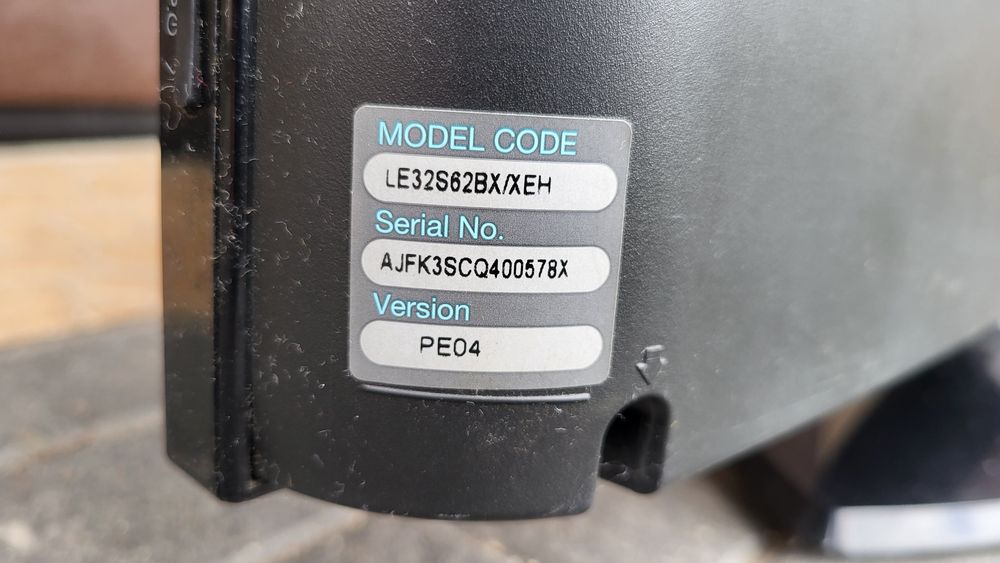 MODEL CODE
LE32S62BX/XEH
Serial No.
AJFK3SCQ400578X
Version
PE04